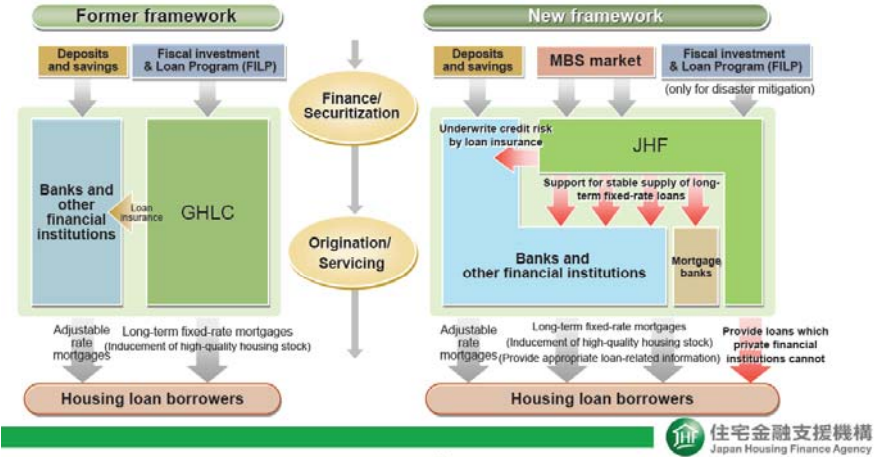 Former framework
Deposits
and savings
Fiscal investment
& Loan Program (FILP)
Banks and
other
financial
institutions
Loan
insurance
GHLC
Adjustable
rate
mortgages
Long-term fixed-rate mortgages
(Inducement of high-quality housing stock)
Housing loan borrowers
Finance/
Securitization
Origination/
Servicing
New framework
Deposits
and savings
MBS market
Fiscal investment
& Loan Program (FILP)
(only for disaster mitigation)
Underwrite credit risk
by loan insurance
JHF
Support for stable supply of long-
term fixed-rate loans
Banks and
other financial institutions
Mortgage
banks
Adjustable
rate
mortgages
Long-term fixed-rate mortgages
(Inducement of high-quality housing stock)
(Provide appropriate loan-related information)
Provide loans which
private financial
institutions cannot
Housing loan borrowers
JHF
住宅金融支援機構
Japan Housing Finance Agency